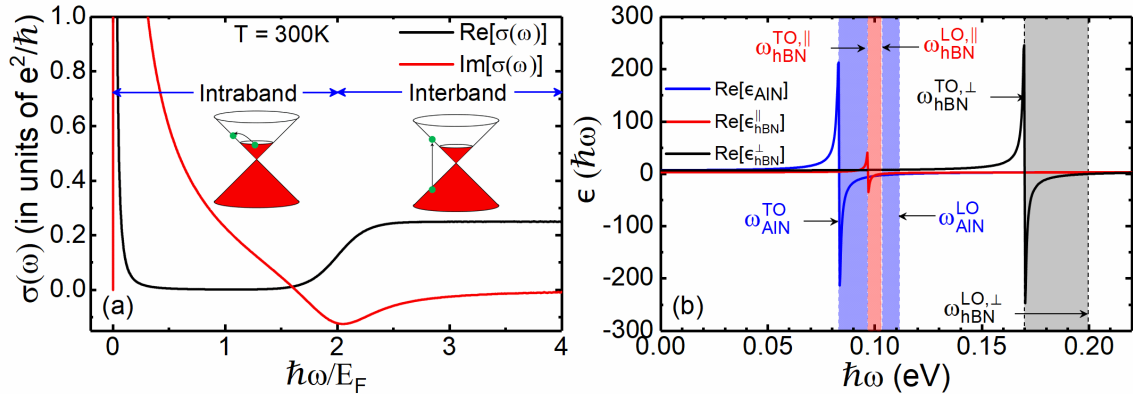 T = 300K
Re[σ(ω)]
Im[σ(ω)]
Intraband
Interband
σ(ω) (in units of e²/ℏ)
1.0
0.8
0.6
0.4
0.2
0.0
(a)
0 1 2 3 4
ℏω/E_F
ϵ (ℏω)
300
200
100
0
-100
-200
-300
ω_hBN^TO,||
ω_hBN^LO,||
Re[ϵ_AlN]
Re[ϵ_hBN^||]
Re[ϵ_hBN^⊥]
ω_hBN^TO,⊥
ω_AlN^TO
ω_AlN^LO
ω_hBN^LO,⊥
(b)
0.00 0.05 0.10 0.15 0.20
ℏω (eV)